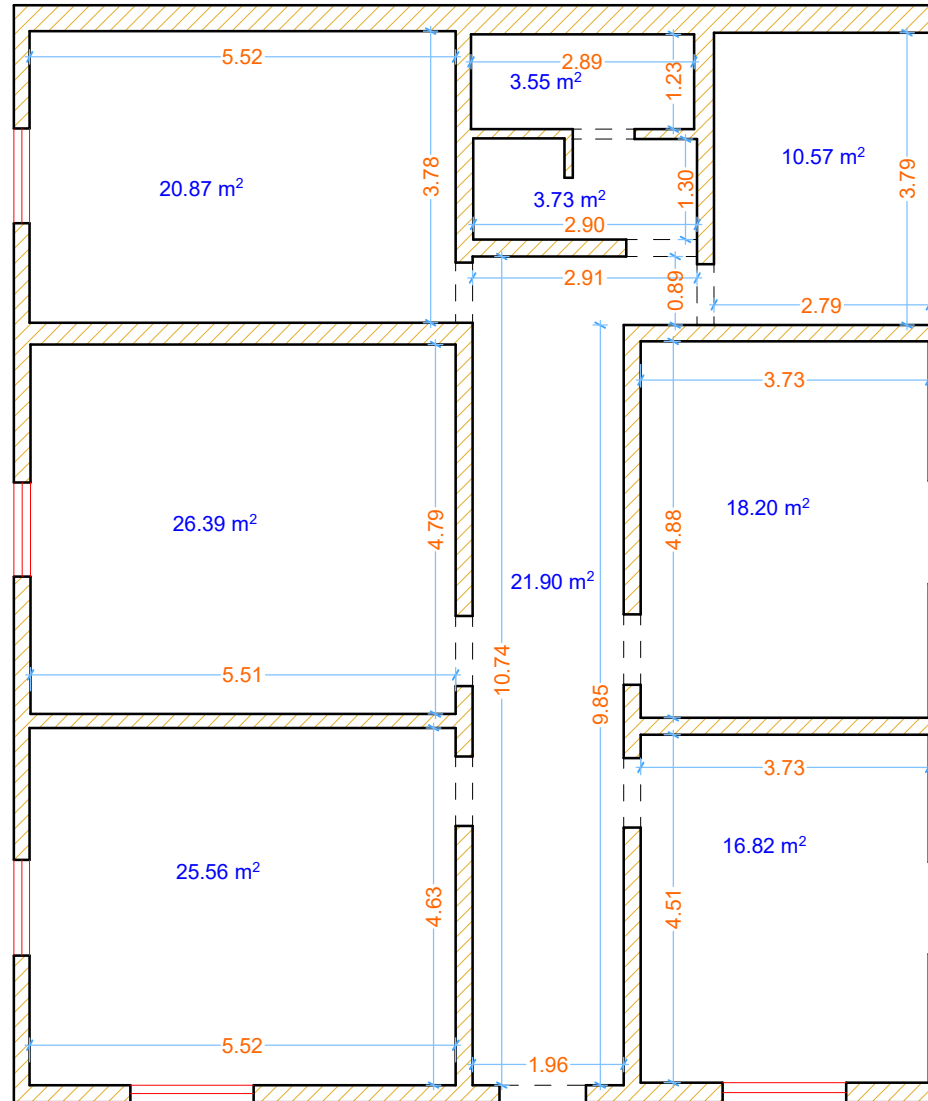 5.52
2.89
1.23
3.55 m²
10.57 m²
3.78
20.87 m²
3.79
3.73 m²
1.30
2.90
2.91
0.89
2.79
3.73
26.39 m²
4.79
18.20 m²
4.88
21.90 m²
5.51
10.74
9.85
3.73
25.56 m²
16.82 m²
4.63
4.51
5.52
1.96